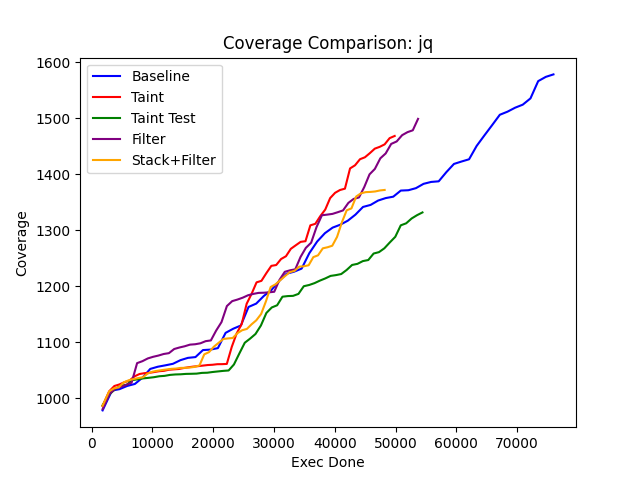 Coverage Comparison: jq
1600
1500
1400
1300
1200
1100
1000
Coverage
Baseline
Taint
Taint Test
Filter
Stack+Filter
0 10000 20000 30000 40000 50000 60000 70000
Exec Done